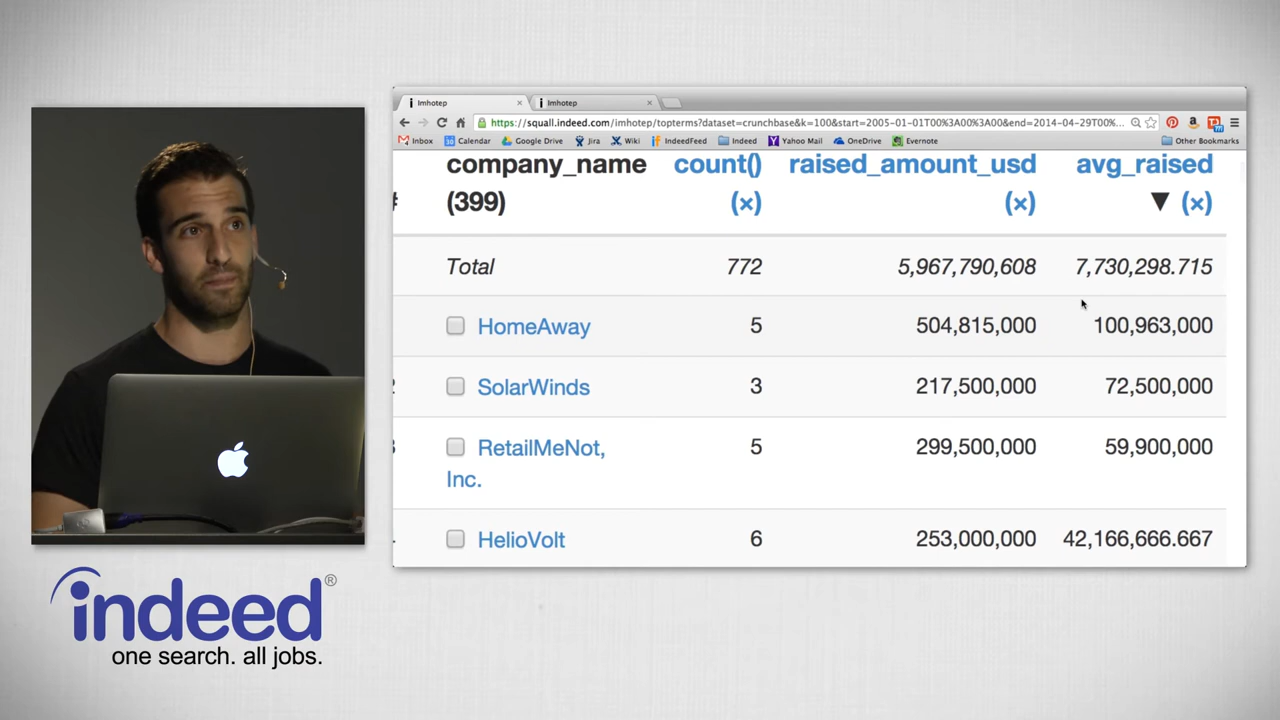 Imhotep
Imhotep
https://squall.indeed.com/imhotep/topterms?dataset=crunchbase&k=100&start=2005-01-01T00%3A00%3A00&end=2014-04-29T00%...
Inbox Calendar Google Drive Jira Wiki IndeedFeed Indeed Yahoo Mail OneDrive Evernote Other Bookmarks
company_name count() raised_amount_usd avg_raised
(399) (×) (×) ▼ (×)
Total 772 5,967,790,608 7,730,298.715
HomeAway 5 504,815,000 100,963,000
SolarWinds 3 217,500,000 72,500,000
RetailMeNot, 5 299,500,000 59,900,000
Inc.
HelioVolt 6 253,000,000 42,166,666.667
indeed®
one search. all jobs.